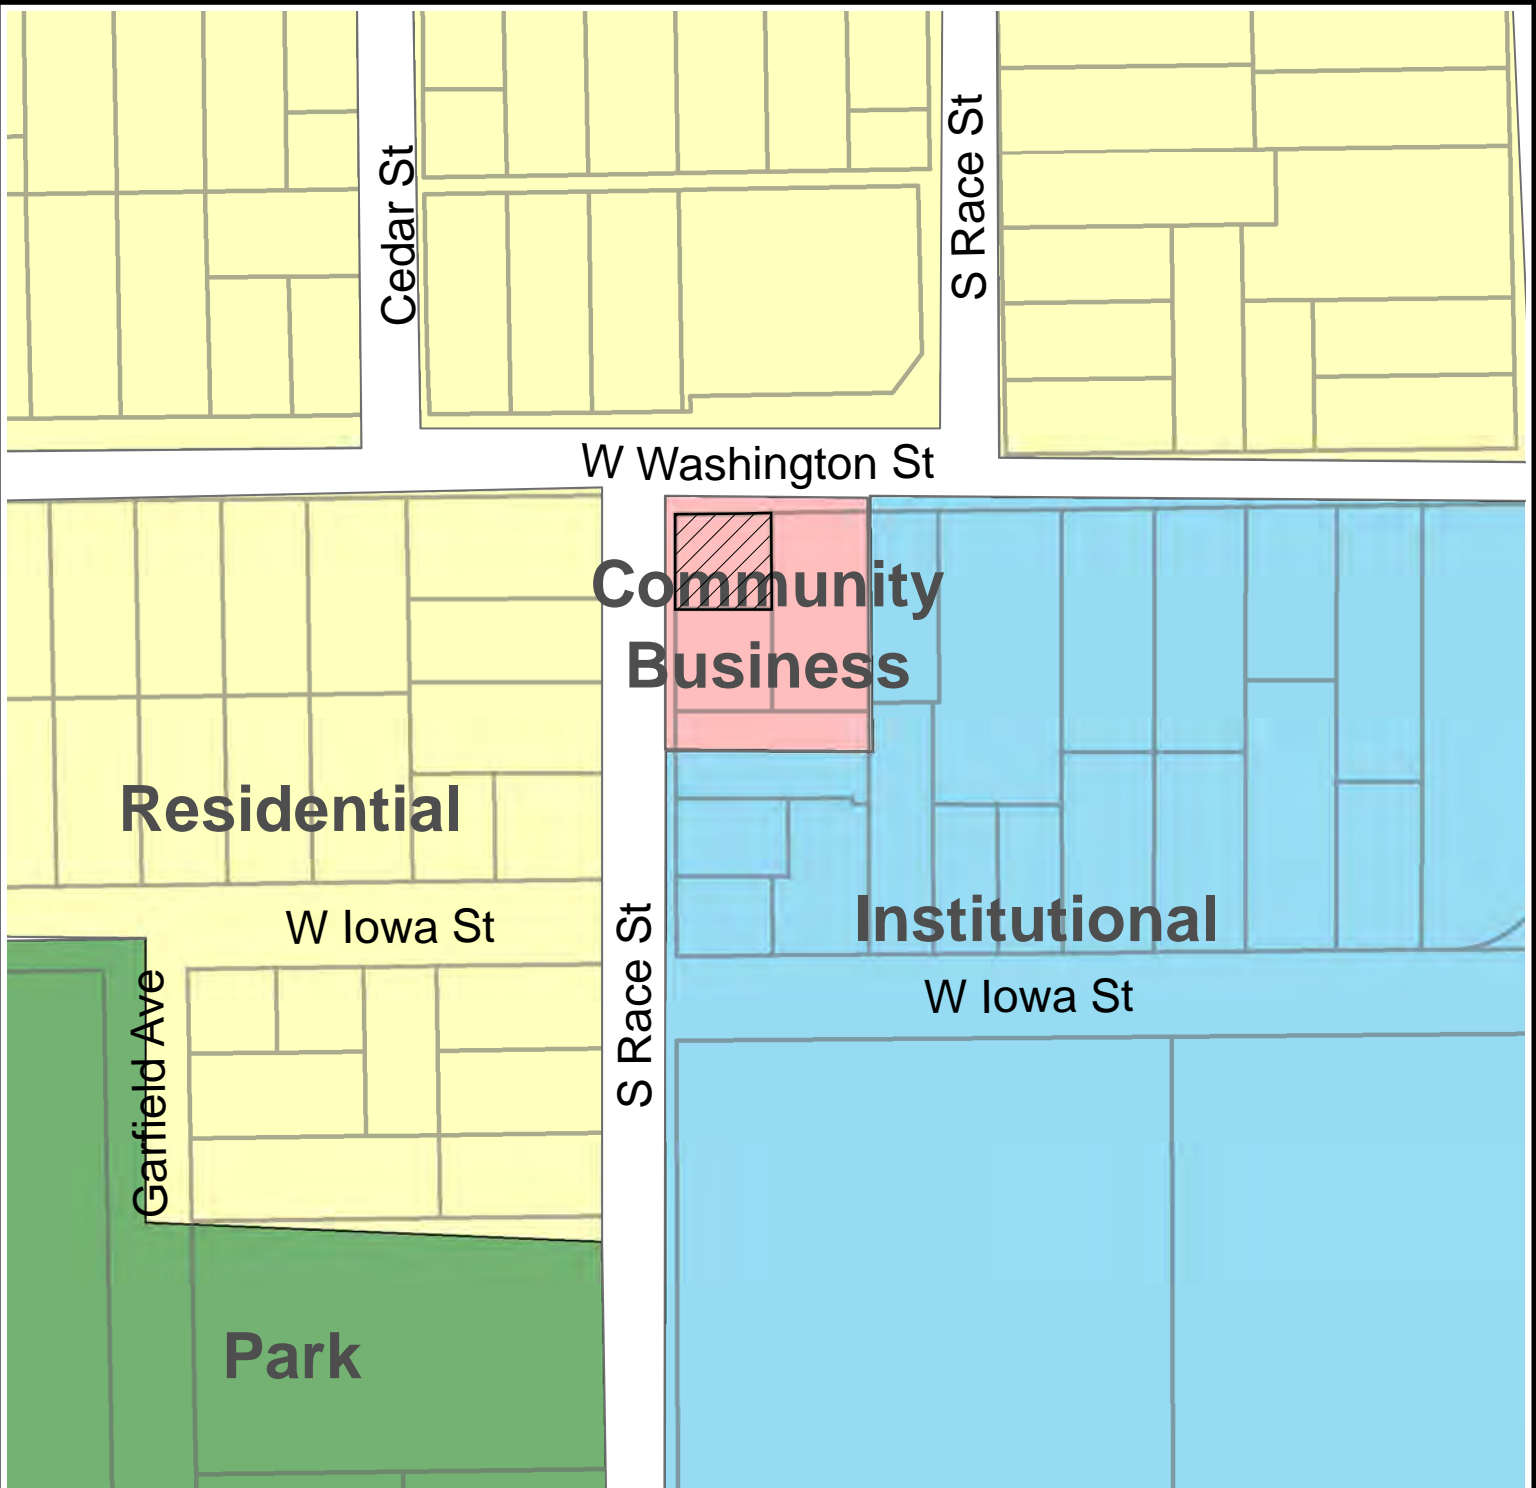 S Race St
Cedar St
W Washington St
Community
Business
Residential
Institutional
W Iowa St
S Race St
W Iowa St
Garfield Ave
Park